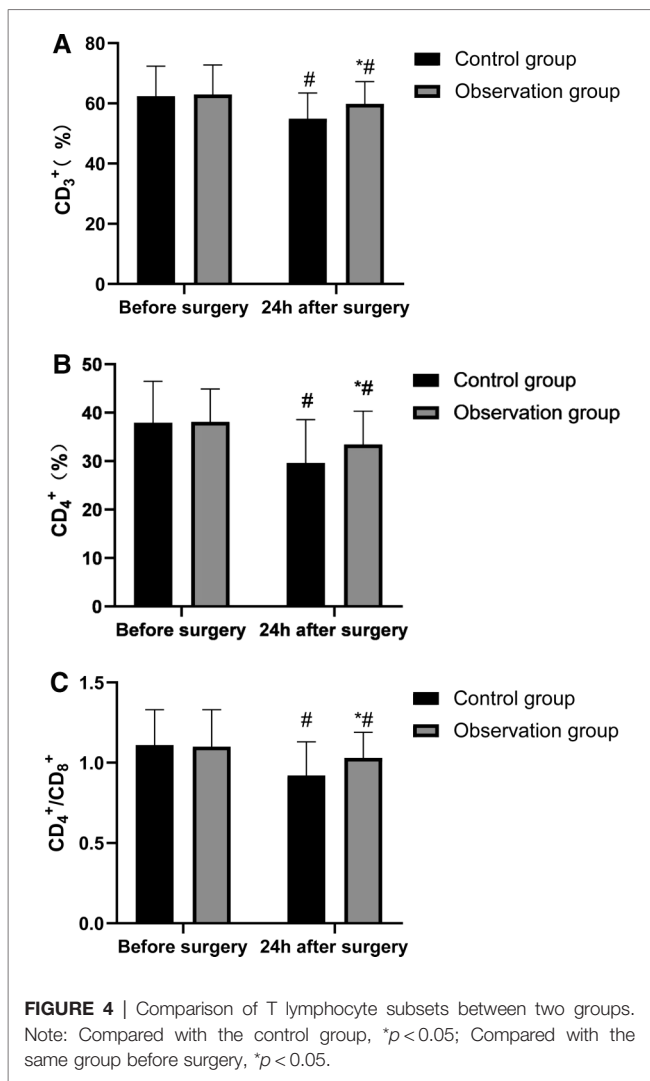 A
80
60
40
20
0
CD3+( %)
# *#
Before surgery 24h after surgery
Control group
Observation group
B
50
40
30
20
10
0
CD4+ (%)
# *#
Before surgery 24h after surgery
Control group
Observation group
C
1.5
1.0
0.5
0.0
CD4+/CD8+
# *#
Before surgery 24h after surgery
Control group
Observation group
FIGURE 4 | Comparison of T lymphocyte subsets between two groups.
Note: Compared with the control group, *p < 0.05; Compared with the
same group before surgery, *p < 0.05.